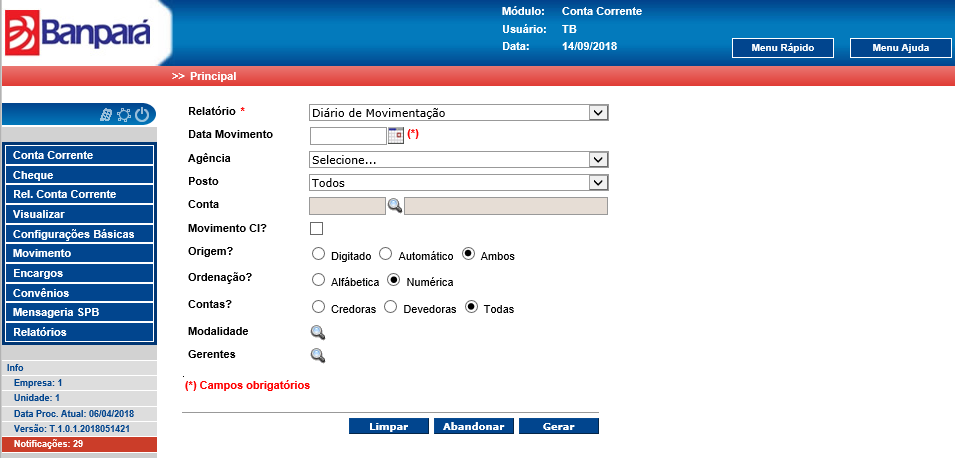 Banpará
Módulo: Conta Corrente
Usuário: TB
Data: 14/09/2018
Menu Rápido
Menu Ajuda
>> Principal
Conta Corrente
Cheque
Rel. Conta Corrente
Visualizar
Configurações Básicas
Movimento
Encargos
Convênios
Mensageria SPB
Relatórios
Info
Empresa: 1
Unidade: 1
Data Proc. Atual: 06/04/2018
Versão: T.1.0.1.2018051421
Notificações: 29
Relatório * Diário de Movimentação
Data Movimento (*)
Agência Selecione...
Posto Todos
Conta
Movimento CI?
Origem? Digitado Automático Ambos
Ordenação? Alfábetica Numérica
Contas? Credoras Devedoras Todas
Modalidade
Gerentes
(*) Campos obrigatórios
Limpar Abandonar Gerar